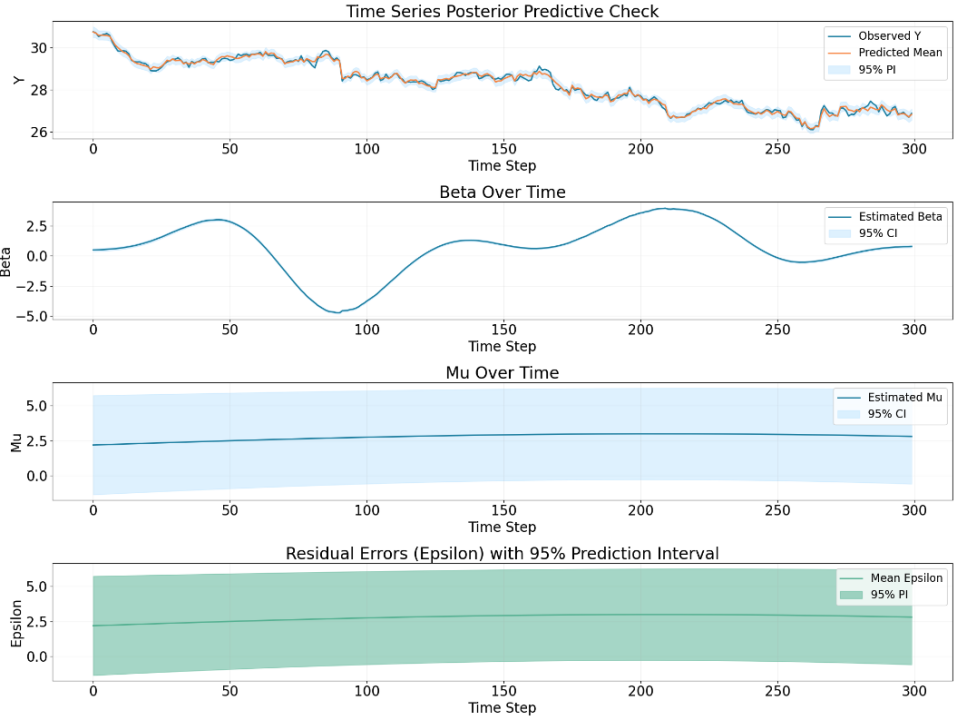 Time Series Posterior Predictive Check
30
28
26
Y
Observed Y
Predicted Mean
95% PI
0 50 100 150 200 250 300
Time Step
Beta Over Time
2.5
0.0
−2.5
−5.0
Beta
Estimated Beta
95% CI
0 50 100 150 200 250 300
Time Step
Mu Over Time
5.0
2.5
0.0
Mu
Estimated Mu
95% CI
0 50 100 150 200 250 300
Time Step
Residual Errors (Epsilon) with 95% Prediction Interval
5.0
2.5
0.0
Epsilon
Mean Epsilon
95% PI
0 50 100 150 200 250 300
Time Step